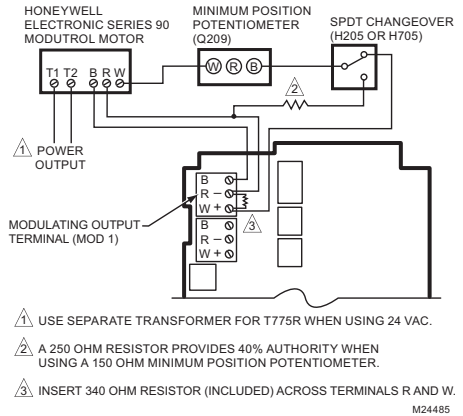 HONEYWELL
ELECTRONIC SERIES 90
MODUTROL MOTOR
MINIMUM POSITION
POTENTIOMETER
(Q209)
SPDT CHANGEOVER
(H205 OR H705)
T1 T2 B R W
W R B
2
1 POWER
OUTPUT
B
R –
W +
3
MODULATING OUTPUT
TERMINAL (MOD 1)
B
R –
W +
1 USE SEPARATE TRANSFORMER FOR T775R WHEN USING 24 VAC.
2 A 250 OHM RESISTOR PROVIDES 40% AUTHORITY WHEN
USING A 150 OHM MINIMUM POSITION POTENTIOMETER.
3 INSERT 340 OHM RESISTOR (INCLUDED) ACROSS TERMINALS R AND W.
M24485